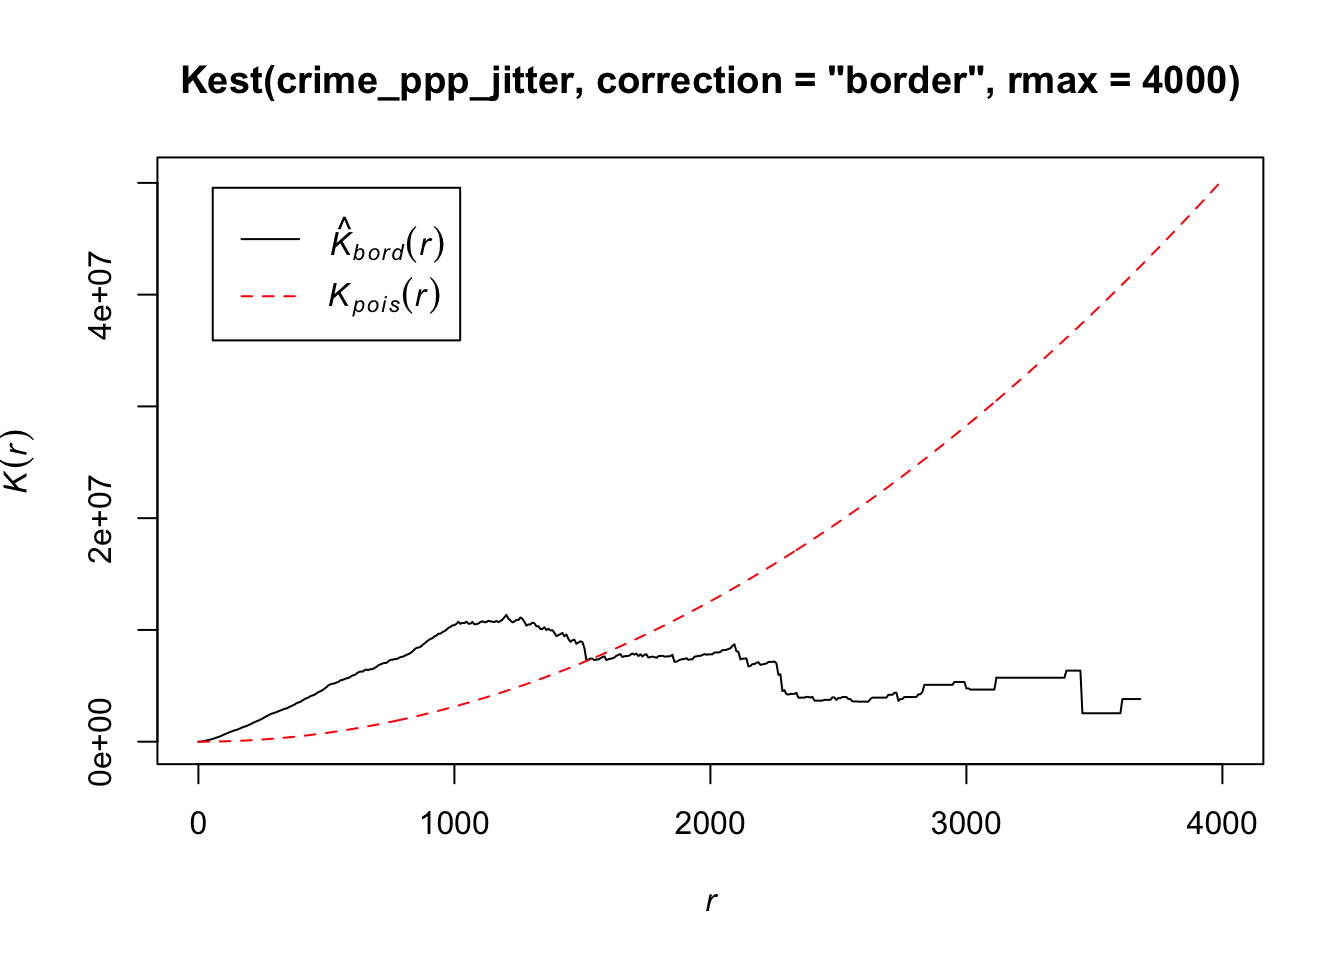 Kest(crime_ppp_jitter, correction = "border", rmax = 4000)
K̂bord(r)
Kpois(r)
K(r)
4e+07
2e+07
0e+00
0 1000 2000 3000 4000
r